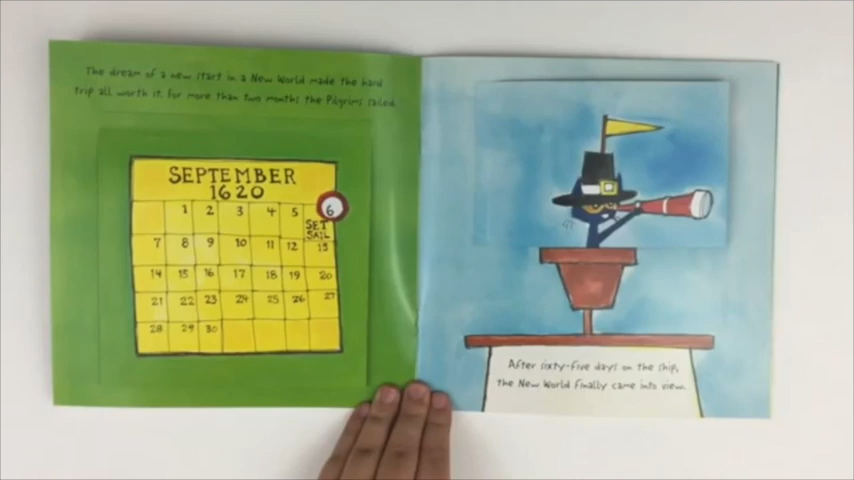 The dream of a new start in a New World made the hard
trip all worth it. For more than two months the Pilgrims sailed.
SEPTEMBER
1620
1 2 3 4 5 6
SET
SAIL
7 8 9 10 11 12 13
14 15 16 17 18 19 20
21 22 23 24 25 26 27
28 29 30
After sixty-five days on the ship,
the New World finally came into view.